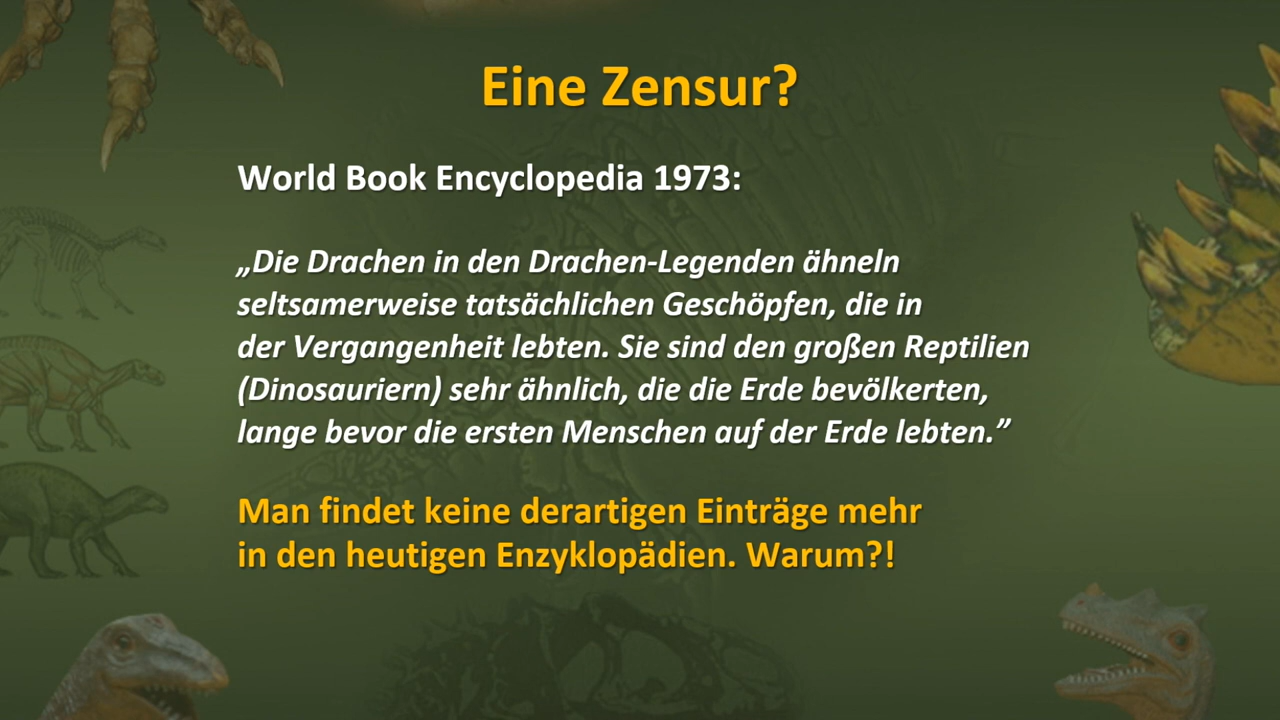 Eine Zensur?
World Book Encyclopedia 1973:
„Die Drachen in den Drachen-Legenden ähneln
seltsamerweise tatsächlichen Geschöpfen, die in
der Vergangenheit lebten. Sie sind den großen Reptilien
(Dinosauriern) sehr ähnlich, die die Erde bevölkerten,
lange bevor die ersten Menschen auf der Erde lebten.”
Man findet keine derartigen Einträge mehr
in den heutigen Enzyklopädien. Warum?!